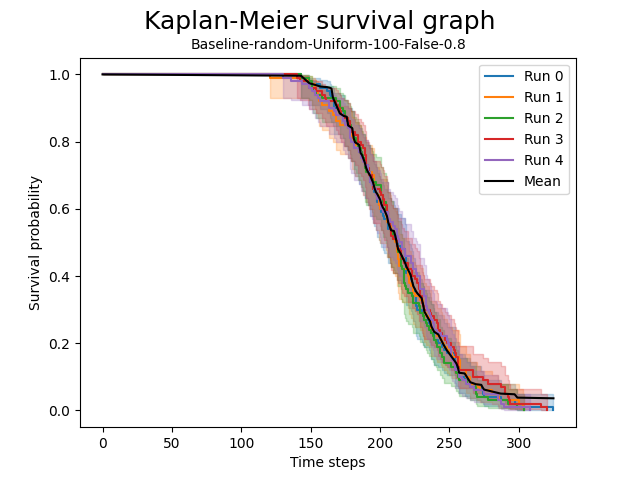 Kaplan-Meier survival graph
Baseline-random-Uniform-100-False-0.8
Run 0
Run 1
Run 2
Run 3
Run 4
Mean
Survival probability
1.0
0.8
0.6
0.4
0.2
0.0
0 50 100 150 200 250 300
Time steps